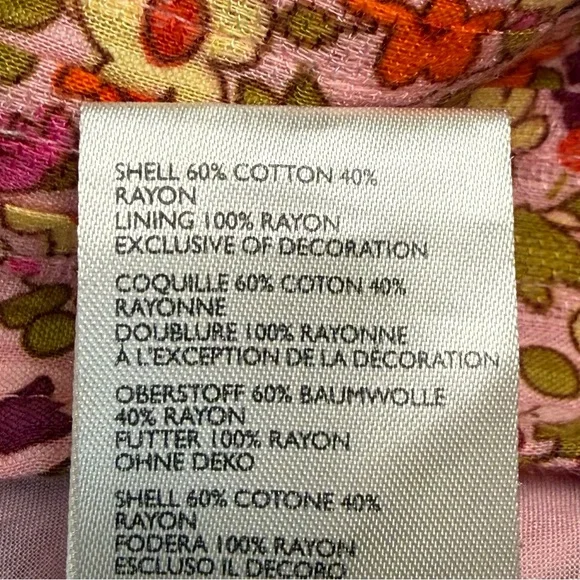 SHELL 60% COTTON 40%
RAYON
LINING 100% RAYON
EXCLUSIVE OF DECORATION
COQUILLE 60% COTON 40%
RAYONNE
DOUBLURE 100% RAYONNE
À L'EXCEPTION DE LA DÉCORATION
OBERSTOFF 60% BAUMWOLLE
40% RAYON
FUTTER 100% RAYON
OHNE DEKO
SHELL 60% COTONE 40%
RAYON
FODERA 100% RAYON
ESCLUSO IL DECORO